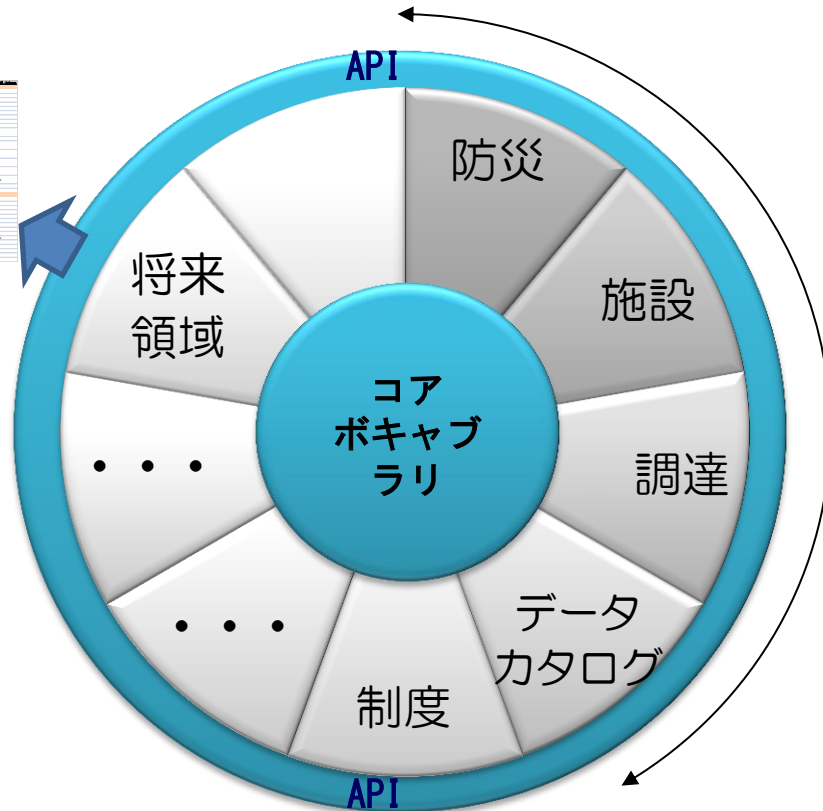 API
防災
施設
将来
領域
コア
ボキャブ
ラリ
調達
・・・
データ
カタログ
・・・
制度
API